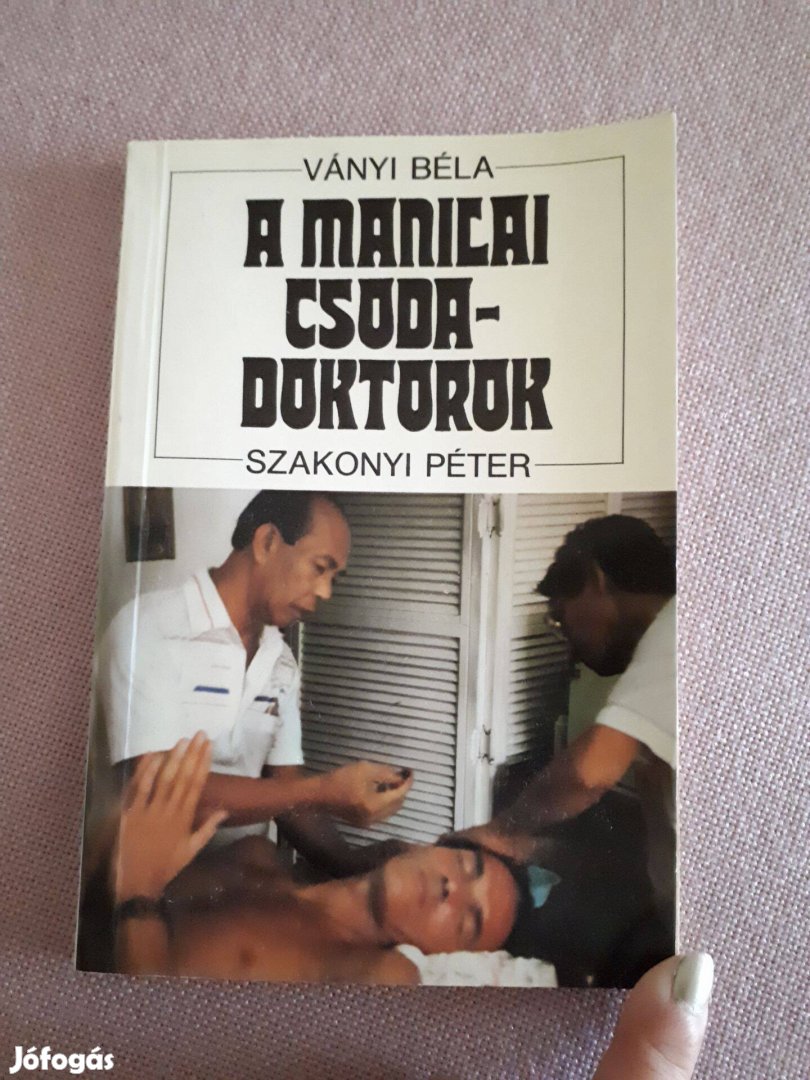 VÁNYI BÉLA
A MANILAI
CSODA-
DOKTOROK
SZAKONYI PÉTER
Jófogás